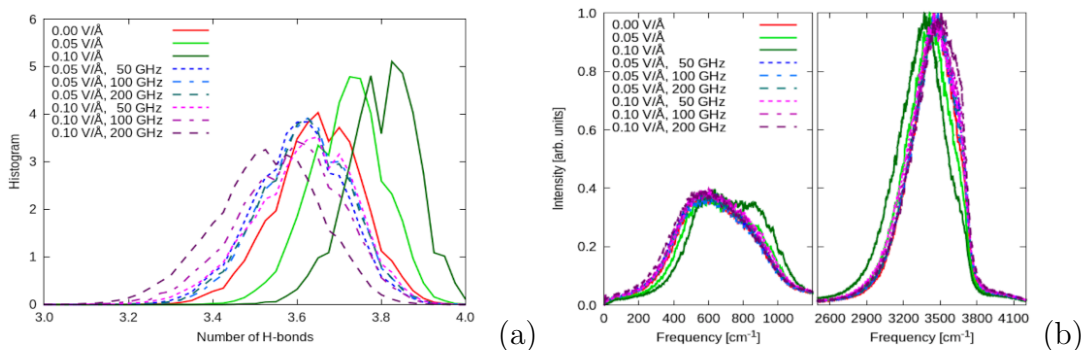 6
5
4
3
2
1
0
Histogram
0.00 V/Å
0.05 V/Å
0.10 V/Å
0.05 V/Å, 50 GHz
0.05 V/Å, 100 GHz
0.05 V/Å, 200 GHz
0.10 V/Å, 50 GHz
0.10 V/Å, 100 GHz
0.10 V/Å, 200 GHz
3.0 3.2 3.4 3.6 3.8 4.0
Number of H-bonds
(a)
1.0
0.8
0.6
0.4
0.2
0.0
Intensity [arb. units]
0.00 V/Å
0.05 V/Å
0.10 V/Å
0.05 V/Å, 50 GHz
0.05 V/Å, 100 GHz
0.05 V/Å, 200 GHz
0.10 V/Å, 50 GHz
0.10 V/Å, 100 GHz
0.10 V/Å, 200 GHz
0 200 400 600 800 1000
Frequency [cm-1]
2600 2900 3200 3500 3800 4100
Frequency [cm-1]
(b)